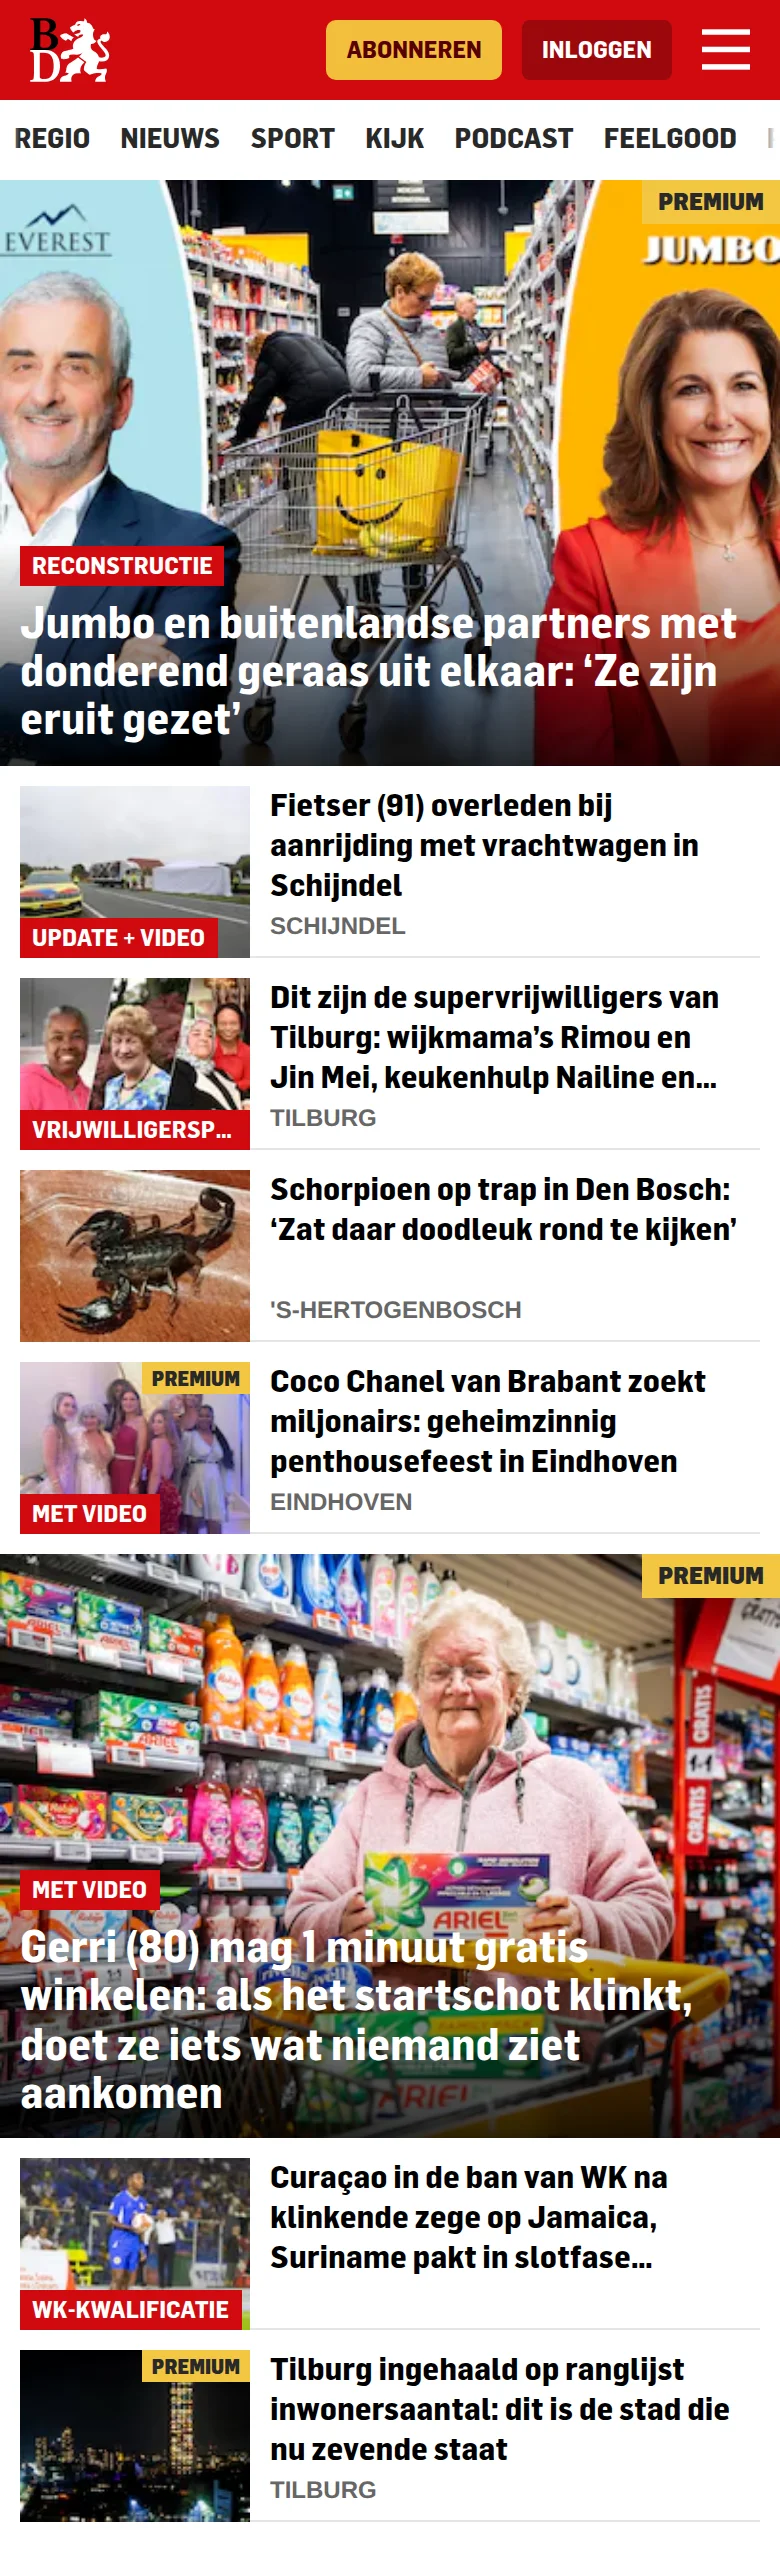 BD
ABONNEREN
INLOGGEN
REGIO NIEUWS SPORT KIJK PODCAST FEELGOOD
PREMIUM
EVEREST
JUMBO
RECONSTRUCTIE
Jumbo en buitenlandse partners met
donderend geraas uit elkaar: ‘Ze zijn
eruit gezet’
Fietser (91) overleden bij
aanrijding met vrachtwagen in
Schijndel
SCHIJNDEL
UPDATE + VIDEO
Dit zijn de supervrijwilligers van
Tilburg: wijkmama’s Rimou en
Jin Mei, keukenhulp Nailine en...
TILBURG
VRIJWILLIGERSP...
Schorpioen op trap in Den Bosch:
‘Zat daar doodleuk rond te kijken’
'S-HERTOGENBOSCH
PREMIUM
Coco Chanel van Brabant zoekt
miljonairs: geheimzinnig
penthousefeest in Eindhoven
EINDHOVEN
MET VIDEO
PREMIUM
GRATIS
GRATIS
ARIEL
MET VIDEO
Gerri (80) mag 1 minuut gratis
winkelen: als het startschot klinkt,
doet ze iets wat niemand ziet
aankomen
ARIEL
Curaçao in de ban van WK na
klinkende zege op Jamaica,
Suriname pakt in slotfase...
WK-KWALIFICATIE
PREMIUM
Tilburg ingehaald op ranglijst
inwonersaantal: dit is de stad die
nu zevende staat
TILBURG